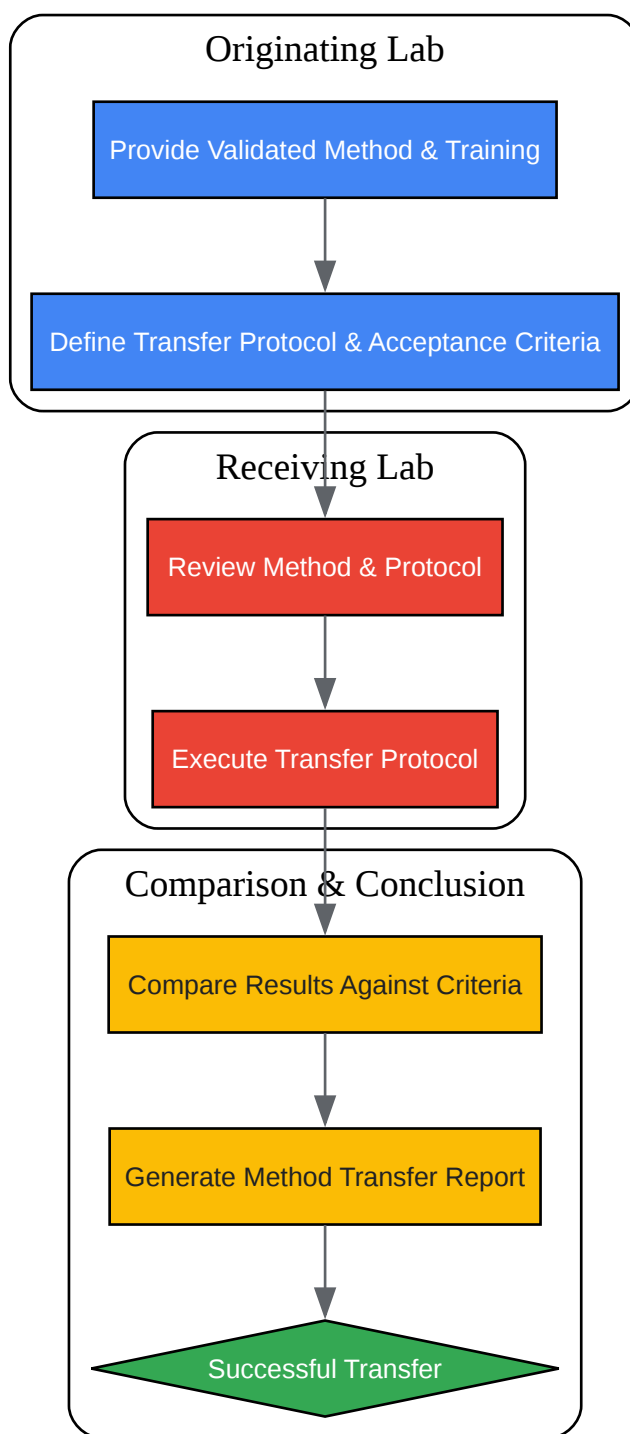 Originating Lab
Provide Validated Method & Training
Define Transfer Protocol & Acceptance Criteria
Receiving Lab
Review Method & Protocol
Execute Transfer Protocol
Comparison & Conclusion
Compare Results Against Criteria
Generate Method Transfer Report
Successful Transfer